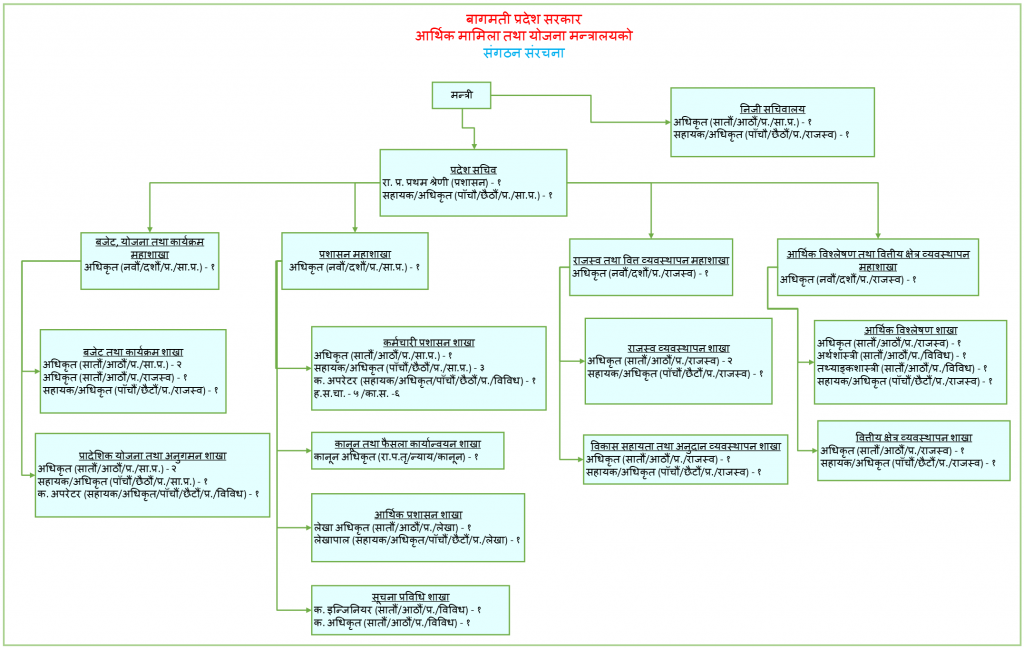 बागमती प्रदेश सरकार
आर्थिक मामिला तथा योजना मन्त्रालयको
संगठन संरचना
मन्त्री
निजी सचिवालय
अधिकृत (सातौं/आठौं/प्र./सा.प्र.) - १
सहायक/अधिकृत (पाँचौ/छैठौं/प्र./राजस्व) - १
प्रदेश सचिव
रा. प्र. प्रथम श्रेणी (प्रशासन) - १
सहायक/अधिकृत (पाँचौ/छैठौं/प्र./सा.प्र.) - १
बजेट, योजना तथा कार्यक्रम
महाशाखा
अधिकृत (नवौं/दशौं/प्र./सा.प्र.) - १
प्रशासन महाशाखा
अधिकृत (नवौं/दशौं/प्र./सा.प्र.) - १
राजस्व तथा वित्त व्यवस्थापन महाशाखा
अधिकृत (नवौं/दशौं/प्र./राजस्व) - १
आर्थिक विश्लेषण तथा वित्तीय क्षेत्र व्यवस्थापन
महाशाखा
अधिकृत (नवौं/दशौं/प्र./राजस्व) - १
बजेट तथा कार्यक्रम शाखा
अधिकृत (सातौं/आठौं/प्र./सा.प्र.) - २
अधिकृत (सातौं/आठौं/प्र./राजस्व) - १
सहायक/अधिकृत (पाँचौं/छैटौं/प्र./राजस्व) - १
प्रादेशिक योजना तथा अनुगमन शाखा
अधिकृत (सातौं/आठौं/प्र./सा.प्र.) - २
सहायक/अधिकृत (पाँचौं/छैठौं/प्र./सा.प्र.) - १
क. अपरेटर (सहायक/अधिकृत/पाँचौं/छैटौं/प्र./विविध) - १
कर्मचारी प्रशासन शाखा
अधिकृत (सातौं/आठौं/प्र./सा.प्र.) - १
सहायक/अधिकृत (पाँचौं/छैठौं/प्र./सा.प्र.) - ३
क. अपरेटर (सहायक/अधिकृत/पाँचौं/छैठौं/प्र./विविध) - १
ह.स.चा. - ५ /का.स. -६
कानून तथा फैसला कार्यान्वयन शाखा
कानून अधिकृत (रा.प.तृ/न्याय/कानून) - १
आर्थिक प्रशासन शाखा
लेखा अधिकृत (सातौं/आठौं/प्र./लेखा) - १
लेखापाल (सहायक/अधिकृत/पाँचौं/छैटौं/प्र./लेखा) - १
सूचना प्रविधि शाखा
क. इन्जिनियर (सातौं/आठौं/प्र./विविध) - १
क. अधिकृत (सातौं/आठौं/प्र./विविध) - १
राजस्व व्यवस्थापन शाखा
अधिकृत (सातौं/आठौं/प्र./राजस्व) - २
सहायक/अधिकृत (पाँचौं/छैटौं/प्र./राजस्व) - १
विकास सहायता तथा अनुदान व्यवस्थापन शाखा
अधिकृत (सातौं/आठौं/प्र./राजस्व) - १
सहायक/अधिकृत (पाँचौं/छैटौं/प्र./राजस्व) - १
आर्थिक विश्लेषण शाखा
अधिकृत (सातौं/आठौं/प्र./राजस्व) - १
अर्थशास्त्री (सातौं/आठौं/प्र./विविध) - १
तथ्याङ्कशास्त्री (सातौं/आठौं/प्र./विविध) - १
सहायक/अधिकृत (पाँचौं/छैटौं/प्र./राजस्व) - १
वित्तीय क्षेत्र व्यवस्थापन शाखा
अधिकृत (सातौं/आठौं/प्र./राजस्व) - १
सहायक/अधिकृत (पाँचौं/छैटौं/प्र./राजस्व) - १